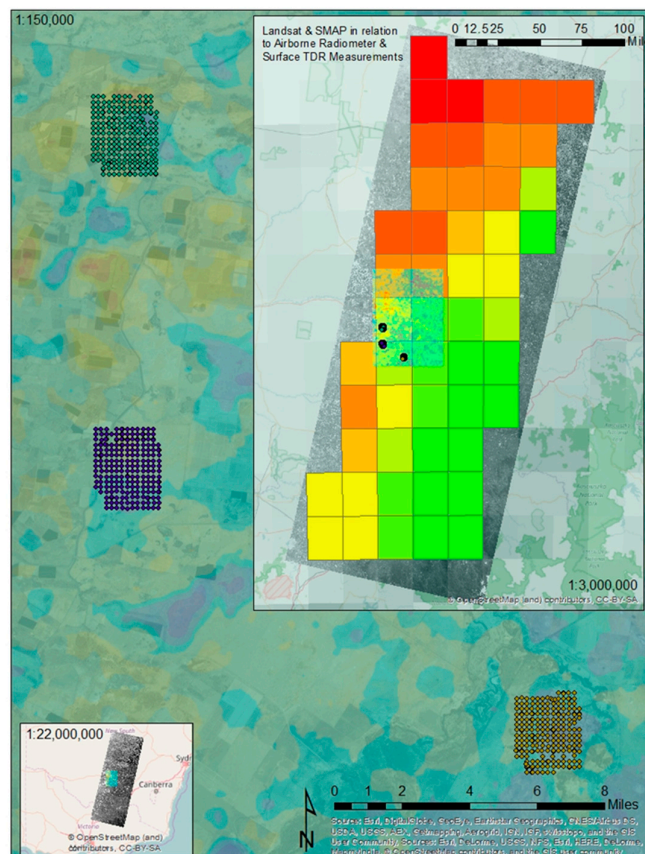 1:150,000
Landsat & SMAP in relation
to Airborne Radiometer &
Surface TDR Measurements
0 12.5 25 50 75 100
1:3,000,000
© OpenStreetMap (and) contributors, CC-BY-SA
1:22,000,000
New South
Sydn
Canberra
© OpenStreetMap (and)
contributors, CC-BY-SA
0 1 2 4 6 8
Miles
N
Sources: Esri, DigitalGlobe, GeoEye, Earthstar Geographics, CNES/Airbus DS,
USDA, USGS, AEX, Getmapping, Aerogrid, IGN, IGP, swisstopo, and the GIS
User Community Sources: Esri, DeLorme, USGS, NPS, Esri, HERE, DeLorme,